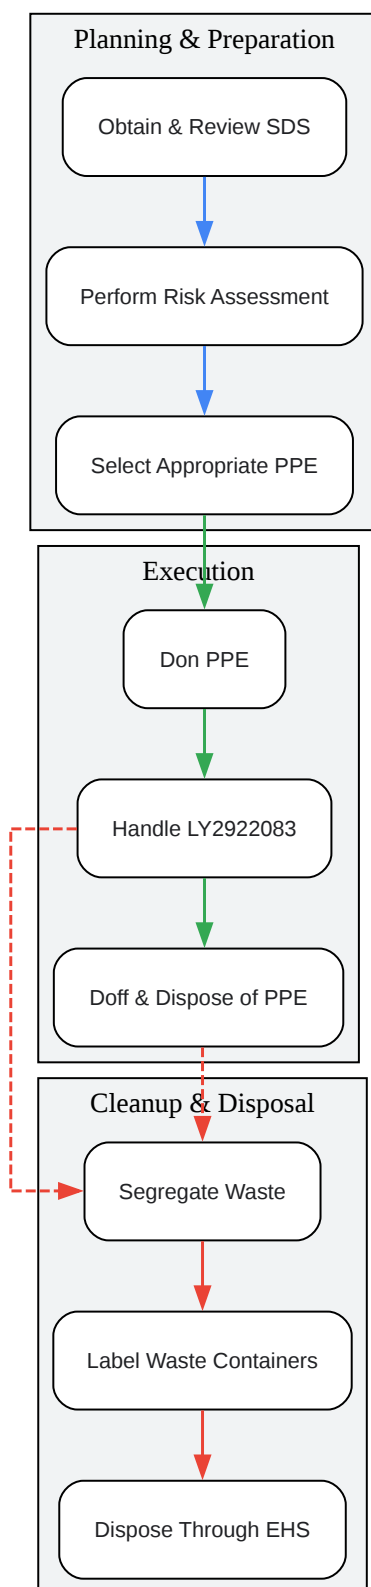 Planning & Preparation
Obtain & Review SDS
Perform Risk Assessment
Select Appropriate PPE
Execution
Don PPE
Handle LY2922083
Doff & Dispose of PPE
Cleanup & Disposal
Segregate Waste
Label Waste Containers
Dispose Through EHS